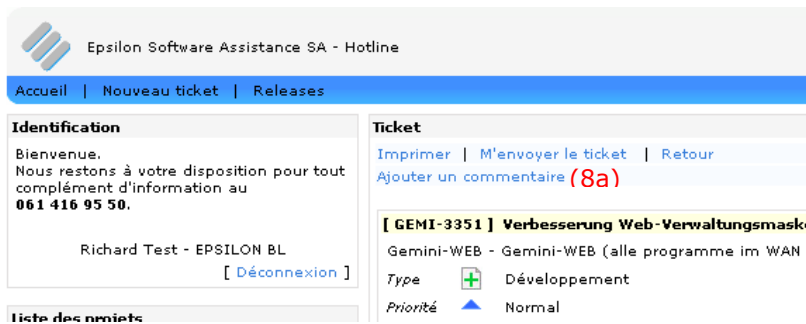 Epsilon Software Assistance SA - Hotline
Accueil | Nouveau ticket | Releases
Identification
Bienvenue.
Nous restons à votre disposition pour tout
complément d'information au
061 416 95 50.
Richard Test - EPSILON BL
[ Déconnexion ]
Liste des projets
Ticket
Imprimer | M'envoyer le ticket | Retour
Ajouter un commentaire (8a)
[ GEMI-3351 ] Verbesserung Web-Verwaltungsmask
Gemini-WEB - Gemini-WEB (alle programme im WAN
Type Développement
Priorité Normal